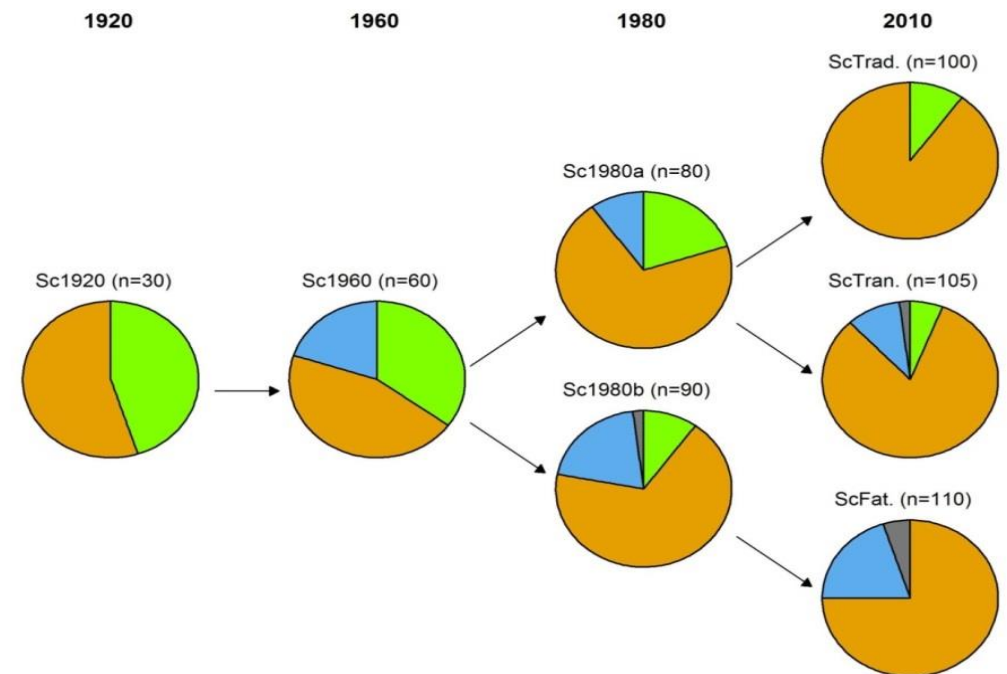 1920
1960
1980
2010
ScTrad. (n=100)
Sc1980a (n=80)
Sc1920 (n=30)
Sc1960 (n=60)
ScTran. (n=105)
Sc1980b (n=90)
ScFat. (n=110)